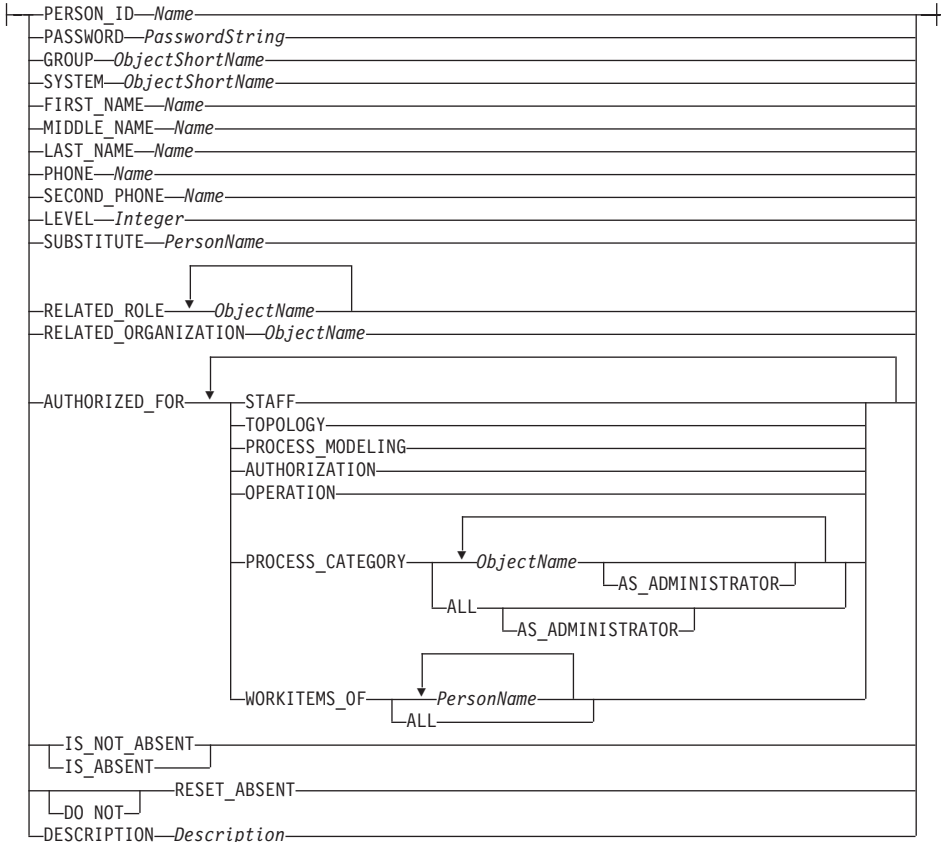 PERSON_ID Name
PASSWORD PasswordString
GROUP ObjectShortName
SYSTEM ObjectShortName
FIRST_NAME Name
MIDDLE_NAME Name
LAST_NAME Name
PHONE Name
SECOND_PHONE Name
LEVEL Integer
SUBSTITUTE PersonName
RELATED_ROLE ObjectName
RELATED_ORGANIZATION ObjectName
AUTHORIZED_FOR STAFF
TOPOLOGY
PROCESS_MODELING
AUTHORIZATION
OPERATION
PROCESS_CATEGORY ObjectName
AS_ADMINISTRATOR
ALL
AS_ADMINISTRATOR
WORKITEMS_OF PersonName
ALL
IS_NOT_ABSENT
IS_ABSENT
RESET_ABSENT
DO NOT
DESCRIPTION Description